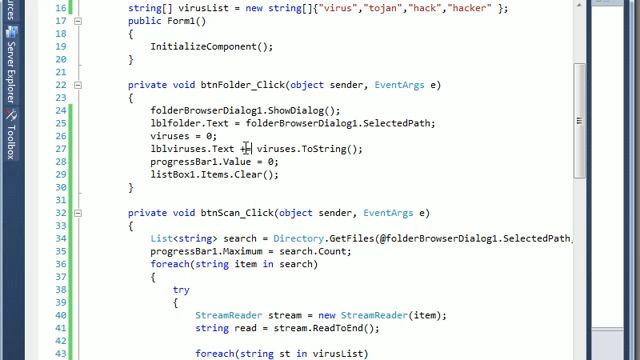 Sources
Server Explorer
Toolbox
16 string[] virusList = new string[]{"virus","tojan","hack","hacker" };
17 public Form1()
18 {
19 InitializeComponent();
20 }
21
22 private void btnFolder_Click(object sender, EventArgs e)
23 {
24 folderBrowserDialog1.ShowDialog();
25 lblfolder.Text = folderBrowserDialog1.SelectedPath;
26 viruses = 0;
27 lblviruses.Text += viruses.ToString();
28 progressBar1.Value = 0;
29 listBox1.Items.Clear();
30 }
31
32 private void btnScan_Click(object sender, EventArgs e)
33 {
34 List<string> search = Directory.GetFiles(@folderBrowserDialog1.SelectedPath,
35 progressBar1.Maximum = search.Count;
36 foreach(string item in search)
37 {
38 try
39 {
40 StreamReader stream = new StreamReader(item);
41 string read = stream.ReadToEnd();
42
43 foreach(string st in virusList)